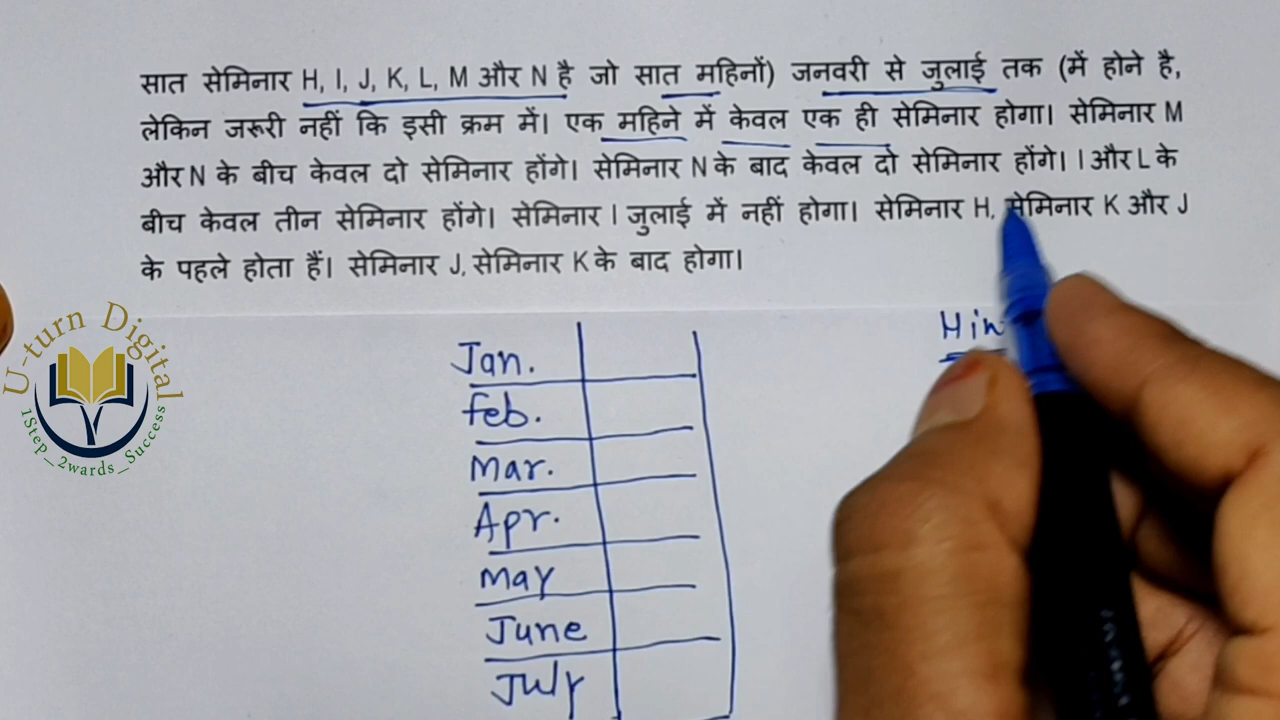 सात सेमिनार H, I, J, K, L, M और N है जो सात महिनों) जनवरी से जुलाई तक (में होने है,
लेकिन जरूरी नहीं कि इसी क्रम में। एक महिने में केवल एक ही सेमिनार होगा। सेमिनार M
और N के बीच केवल दो सेमिनार होंगे। सेमिनार N के बाद केवल दो सेमिनार होंगे। I और L के
बीच केवल तीन सेमिनार होंगे। सेमिनार I जुलाई में नहीं होगा। सेमिनार H, सेमिनार K और J
के पहले होता हैं। सेमिनार J, सेमिनार K के बाद होगा।
U-turn Digital
1Step_2wards_Success
Jan.
feb.
Mar.
Apr.
May
June
July